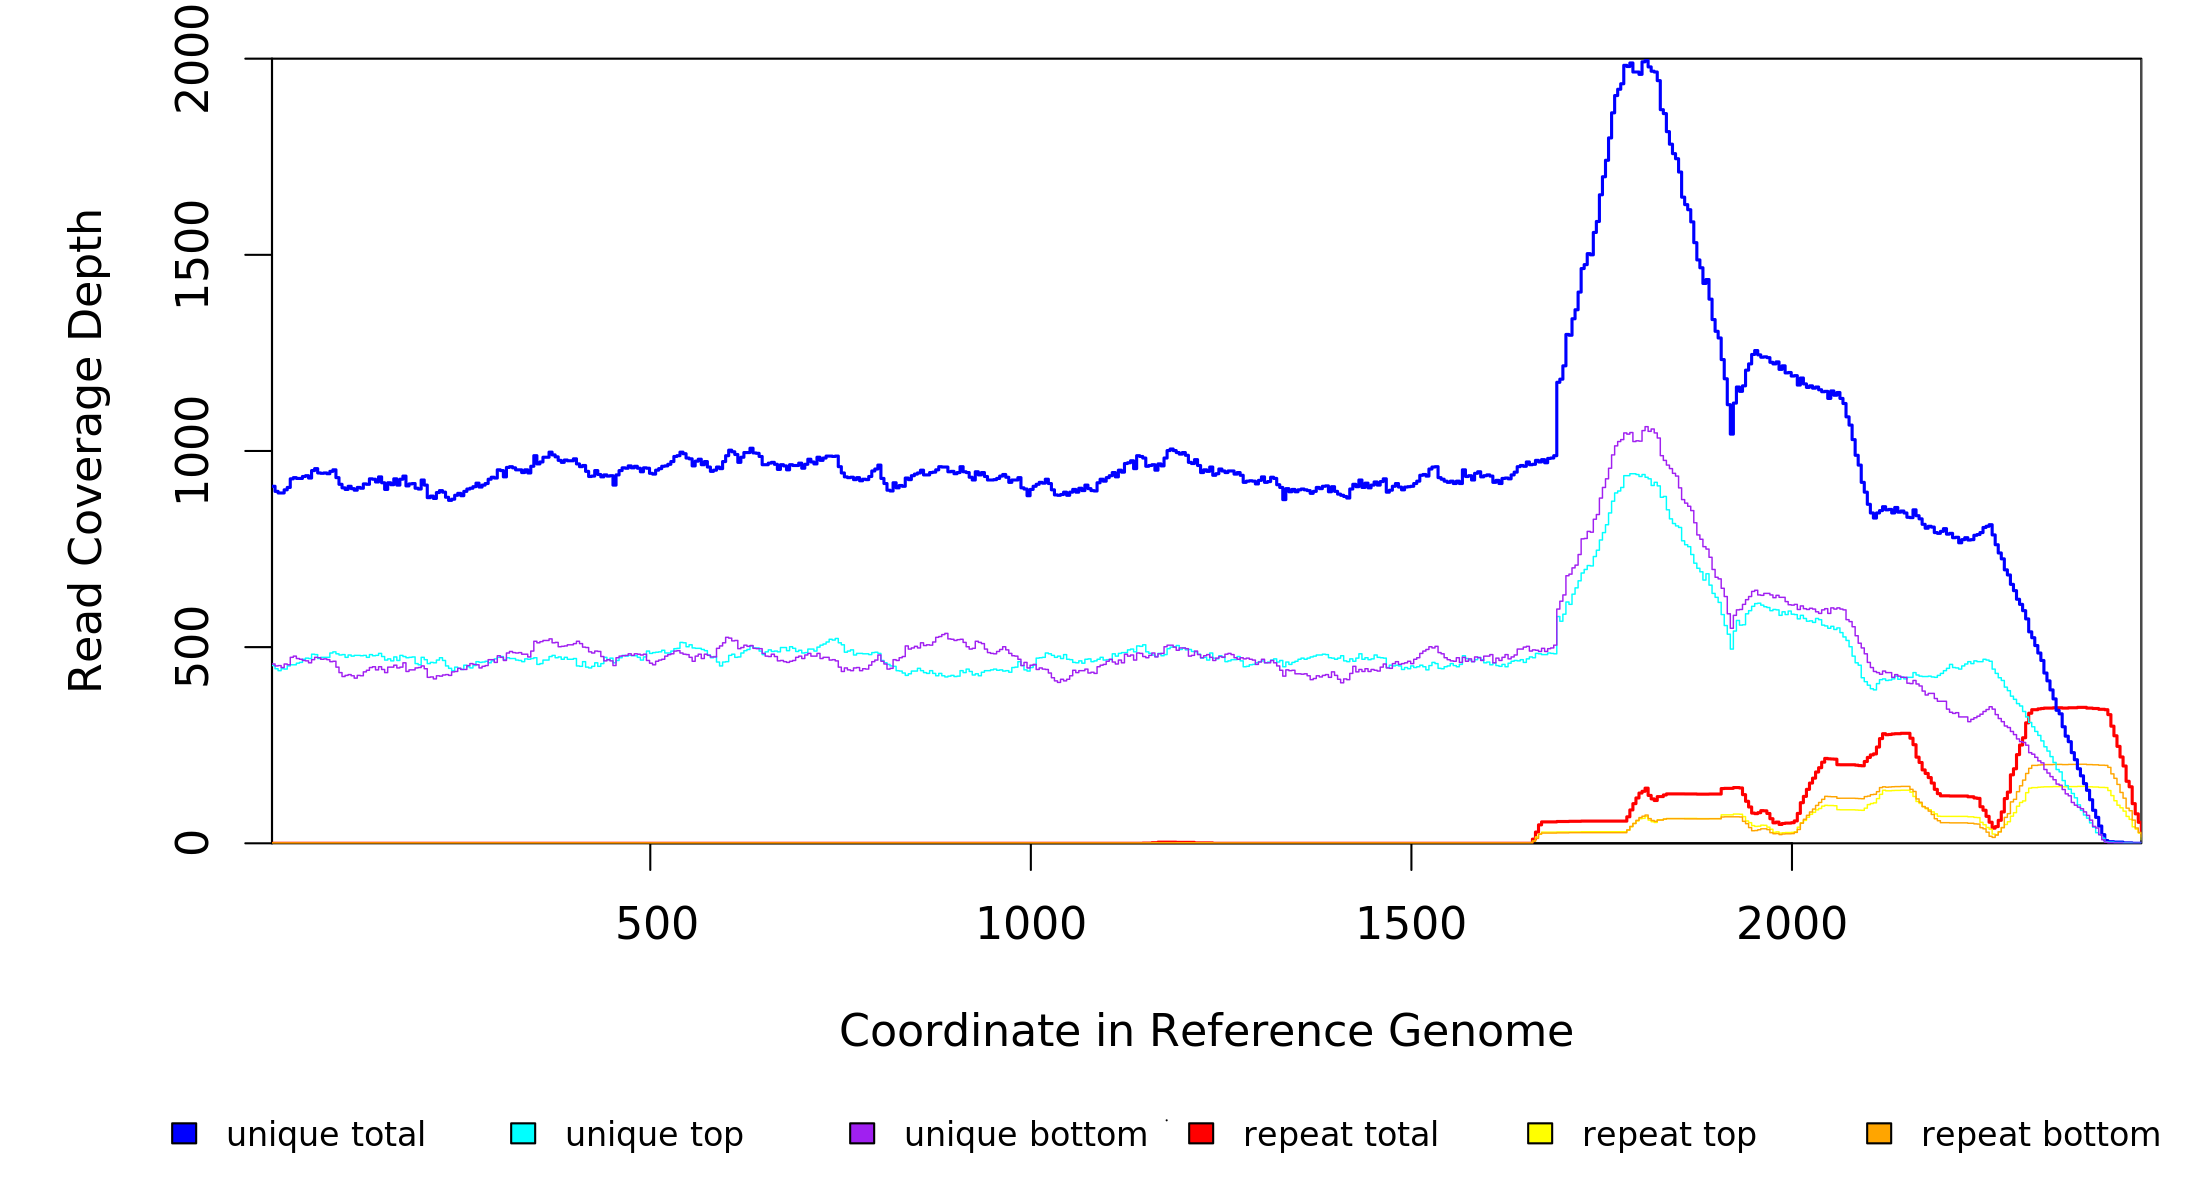 2000
1500
1000
500
0
Read Coverage Depth
500 1000 1500 2000
Coordinate in Reference Genome
unique total unique top unique bottom repeat total repeat top repeat bottom